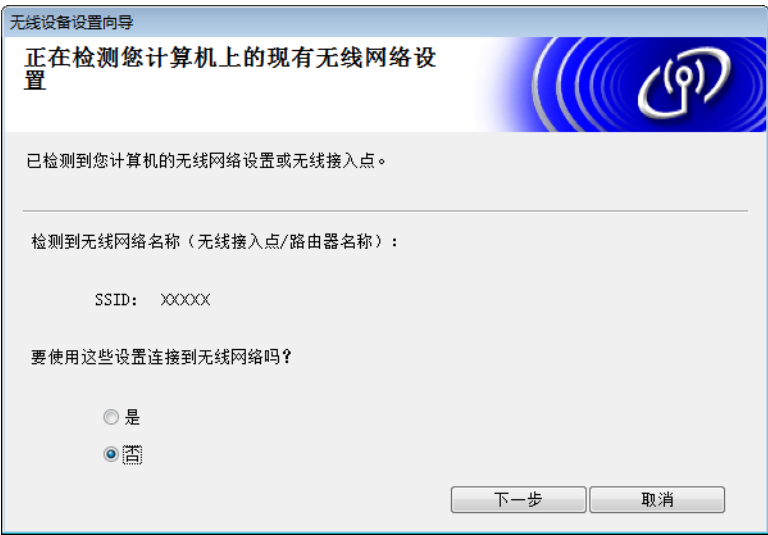 无线设备设置向导
正在检测您计算机上的现有无线网络设
置
已检测到您计算机的无线网络设置或无线接入点。
检测到无线网络名称（无线接入点/路由器名称）:
SSID: XXXXX
要使用这些设置连接到无线网络吗?
是
否
下一步 取消